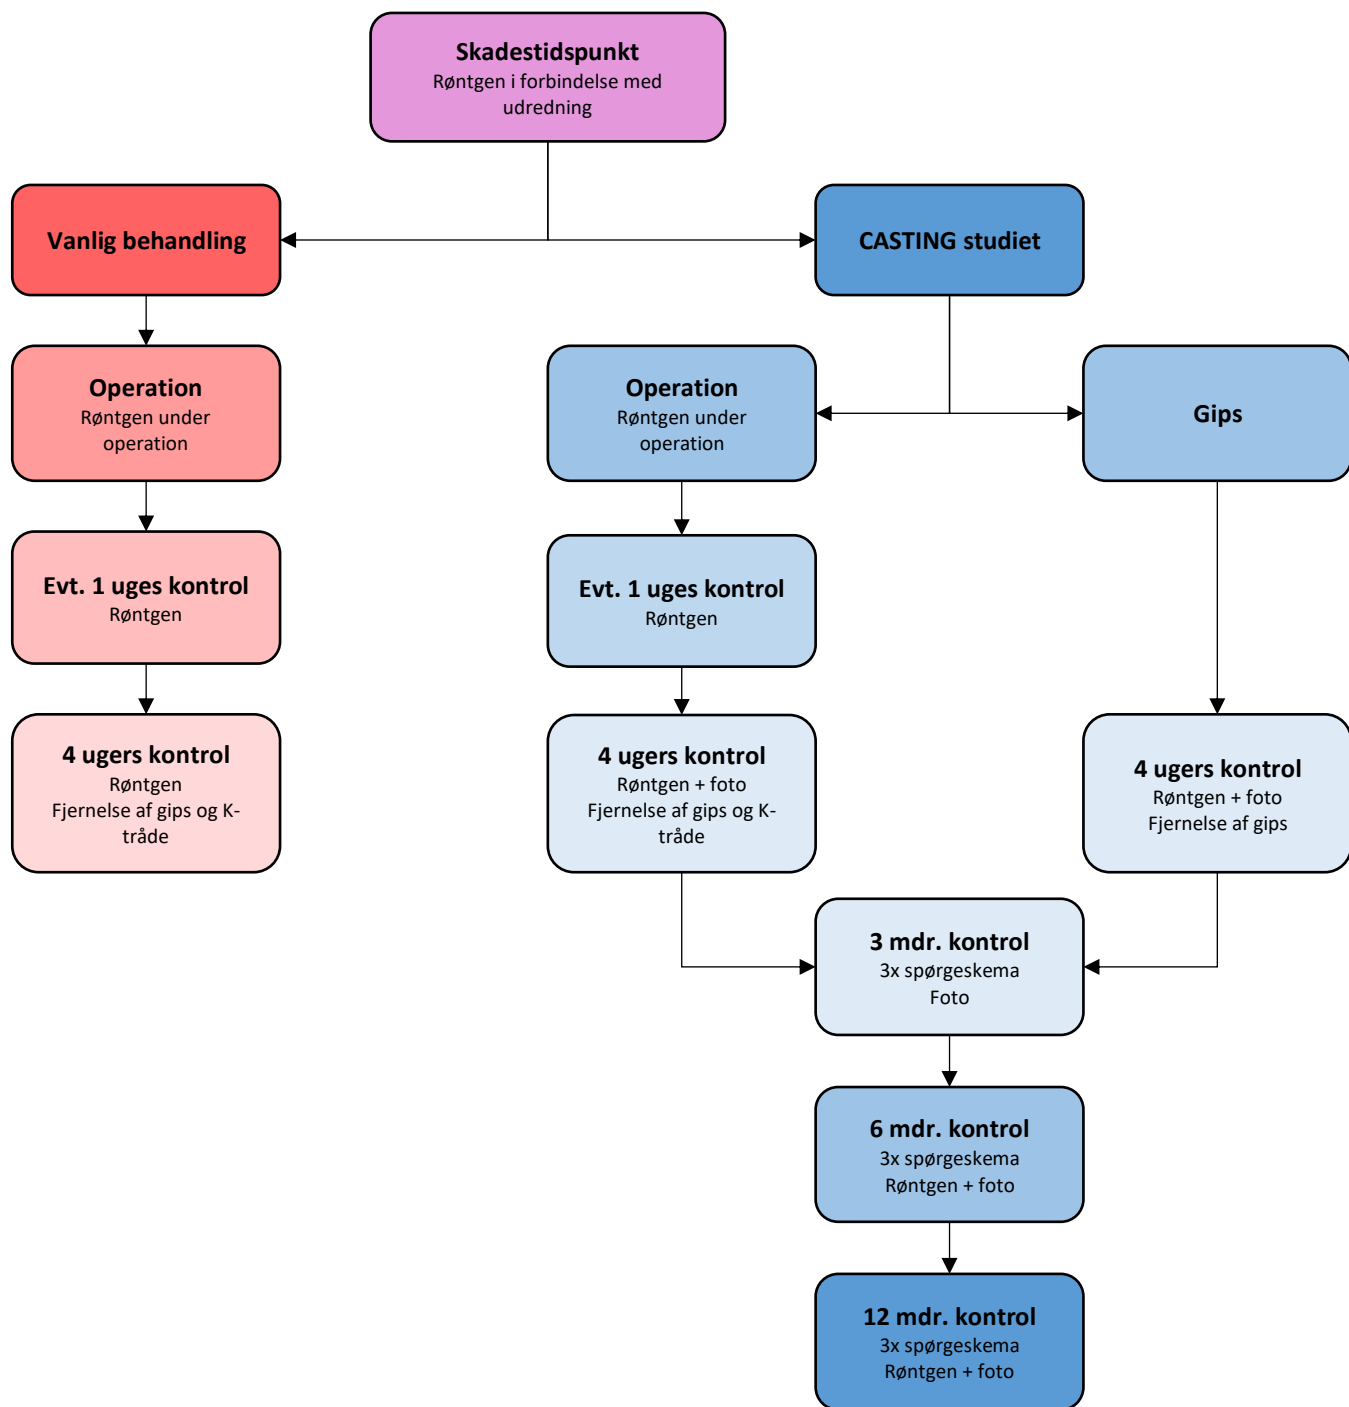 Skadestidspunkt
Røntgen i forbindelse med
udredning
Vanlig behandling
CASTING studiet
Operation
Røntgen under
operation
Operation
Røntgen under
operation
Gips
Evt. 1 uges kontrol
Røntgen
Evt. 1 uges kontrol
Røntgen
4 ugers kontrol
Røntgen
Fjernelse af gips og K-
tråde
4 ugers kontrol
Røntgen + foto
Fjernelse af gips og K-
tråde
4 ugers kontrol
Røntgen + foto
Fjernelse af gips
3 mdr. kontrol
3x spørgeskema
Foto
6 mdr. kontrol
3x spørgeskema
Røntgen + foto
12 mdr. kontrol
3x spørgeskema
Røntgen + foto